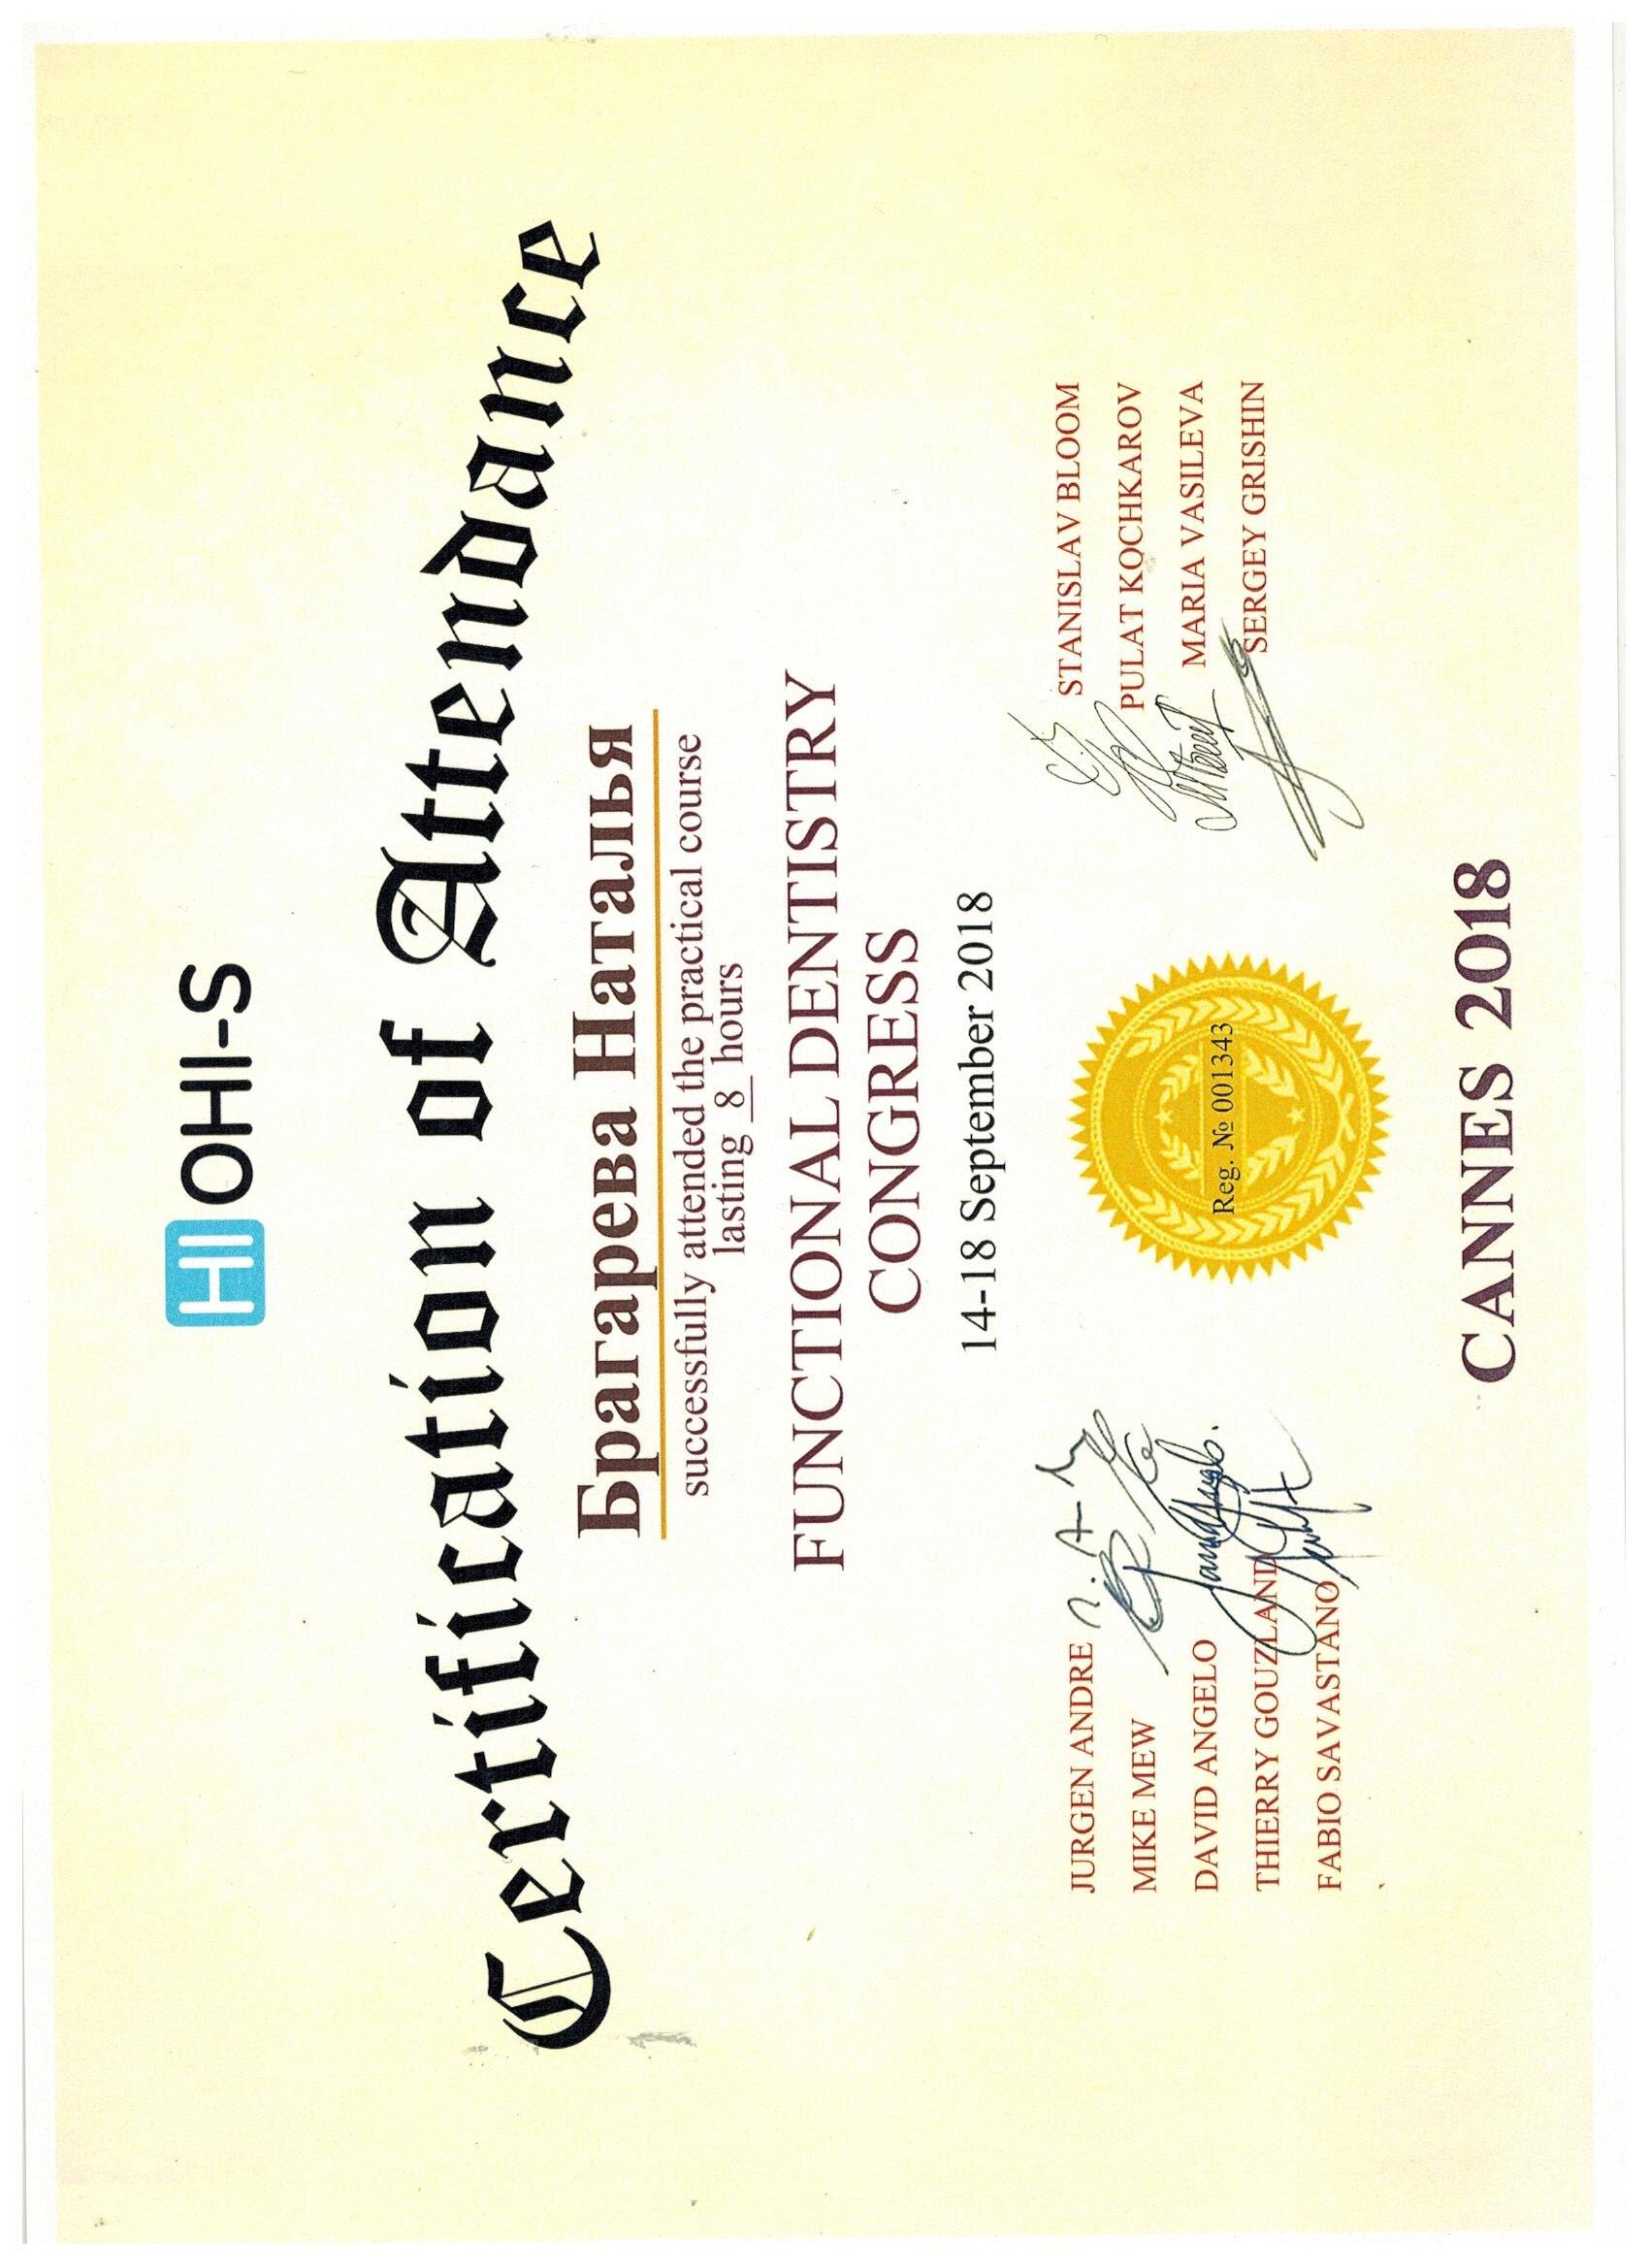 HI OHI-S
Certification of Attendance
Брагарева Наталья
successfully attended the practical course
lasting 8 hours
FUNCTIONAL DENTISTRY
CONGRESS
14-18 September 2018
JURGEN ANDRE
MIKE MEW
DAVID ANGELO
THIERRY GOUZLAND
FABIO SAVASTANO
Reg. № 001343
STANISLAV BLOOM
PULAT KOCHKAROV
MARIA VASILEVA
SERGEY GRISHIN
CANNES 2018